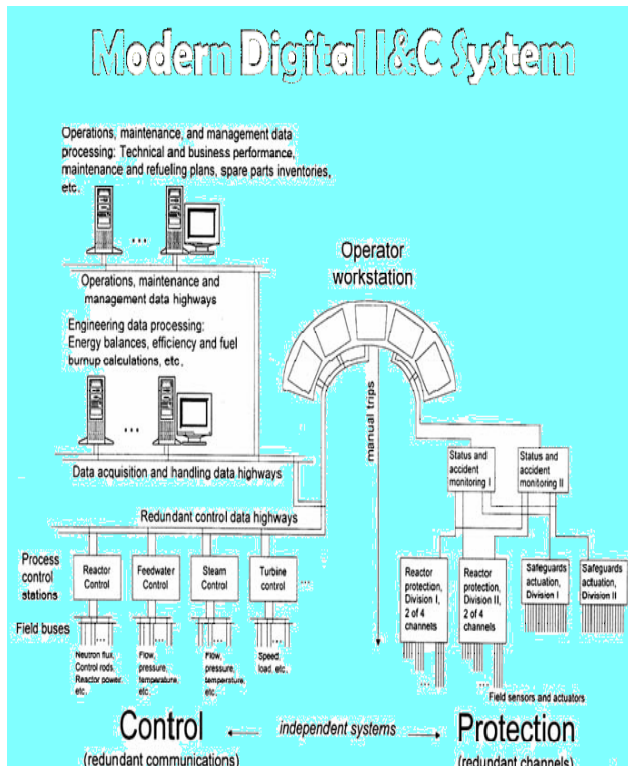 Modern Digital I&C System
Operations, maintenance, and management data
processing: Technical and business performance,
maintenance and refueling plans, spare parts inventories,
etc.
Operations, maintenance and
management data highways
Engineering data processing:
Energy balances, efficiency and fuel
burnup calculations, etc.
Data acquisition and handling data highways
Operator
workstation
manual trips
Status and
accident
monitoring I
Status and
accident
monitoring II
Redundant control data highways
Process
control
stations
Reactor
Control
Feedwater
Control
Steam
Control
Turbine
control
Field buses
Neutron flux,
Control rods,
Reactor power,
etc.
Flow,
pressure,
temperature,
etc.
Flow,
pressure,
temperature,
etc.
Speed,
load, etc.
Reactor
protection,
Division I,
2 of 4
channels
Reactor
protection,
Division II,
2 of 4
channels
Safeguards
actuation,
Division I
Safeguards
actuation,
Division II
Field sensors and actuators
Control
(redundant communications)
independent systems
Protection
(redundant channels)